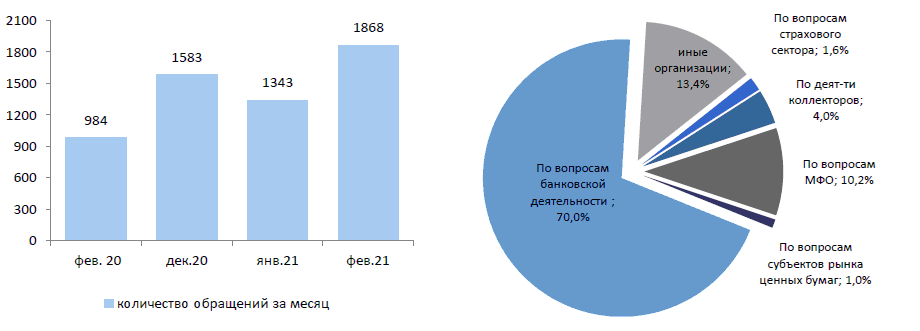 2100
1800
1500
1200
900
600
300
0
984
1583
1343
1868
фев. 20
дек.20
янв.21
фев.21
количество обращений за месяц
По вопросам
страхового
сектора; 1,6%
иные
организации;
13,4%
По деят-ти
коллекторов;
4,0%
По вопросам
МФО; 10,2%
По вопросам
банковской
деятельности ;
70,0%
По вопросам
субъектов рынка
ценных бумаг; 1,0%